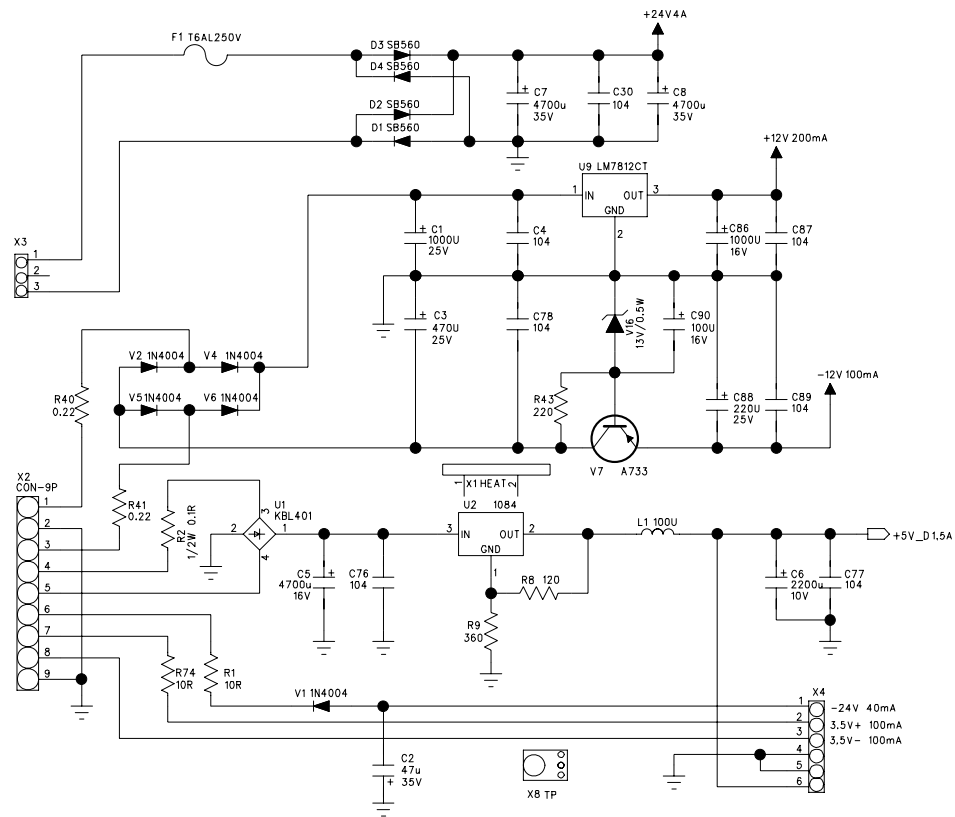 +24V4A
F1 T6AL250V
D3 SB560
D4 SB560
D2 SB560
D1 SB560
+ C7
4700u
35V
C30
104
+ C8
4700u
35V
+12V 200mA
U9 LM7812CT
1 IN OUT 3
GND
2
X3
1
2
3
+ C1
1000U
25V
C4
104
+ C86
1000U
16V
C87
104
+ C3
470U
25V
C78
104
V16
13V/0.5W
+ C90
100U
16V
V2 1N4004
V4 1N4004
V5 1N4004
V6 1N4004
R40
0.22
R43
220
-12V 100mA
+ C88
220U
25V
C89
104
V7 A733
X2
CON-9P
1
2
3
4
5
6
7
8
9
R41
0.22
R2
1/2W 0.1R
U1
KBL401
3
2 1
4
1 X1 HEAT 2
U2 1084
3 IN OUT 2
GND
1
L1 100U
+5V_D1,5A
C5 +
4700u
16V
C76
104
R8 120
R9
360
+ C6
2200u
10V
C77
104
R74
10R
R1
10R
V1 1N4004
C2
47u
+ 35V
X8 TP
X4
1 -24V 40mA
2 3.5V+ 100mA
3 3,5V- 100mA
4
5
6